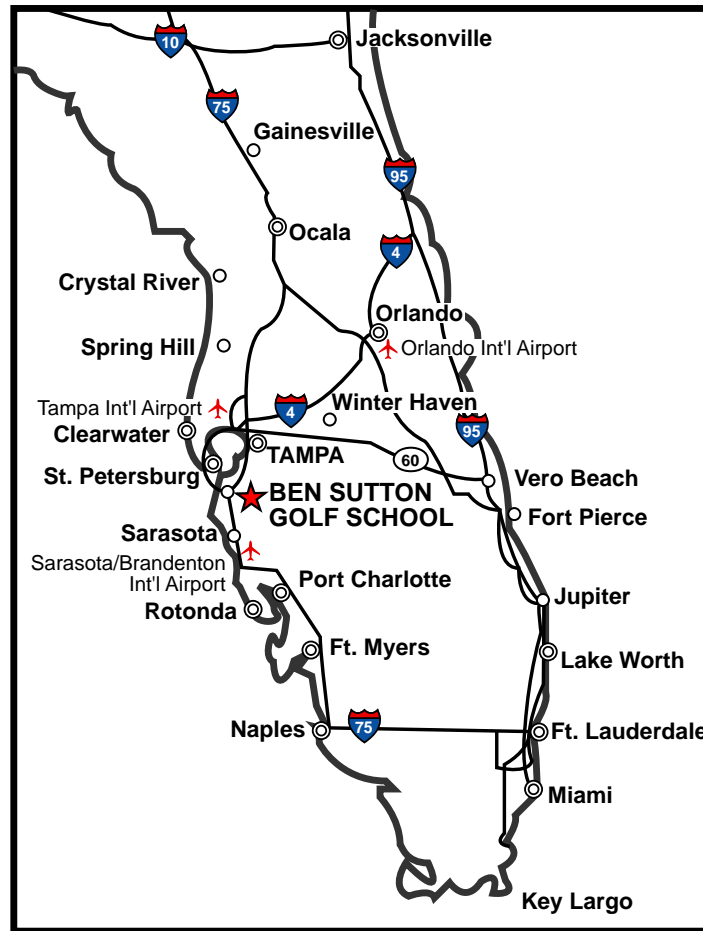 Jacksonville
10
75
Gainesville
95
Ocala
4
Crystal River
Orlando
Spring Hill
Orlando Int'l Airport
Tampa Int'l Airport
4
Winter Haven
Clearwater
95
TAMPA
60
St. Petersburg
Vero Beach
BEN SUTTON
GOLF SCHOOL
Fort Pierce
Sarasota
Sarasota/Brandenton
Int'l Airport
Port Charlotte
Rotonda
Jupiter
Ft. Myers
Lake Worth
Naples
75
Ft. Lauderdale
Miami
Key Largo